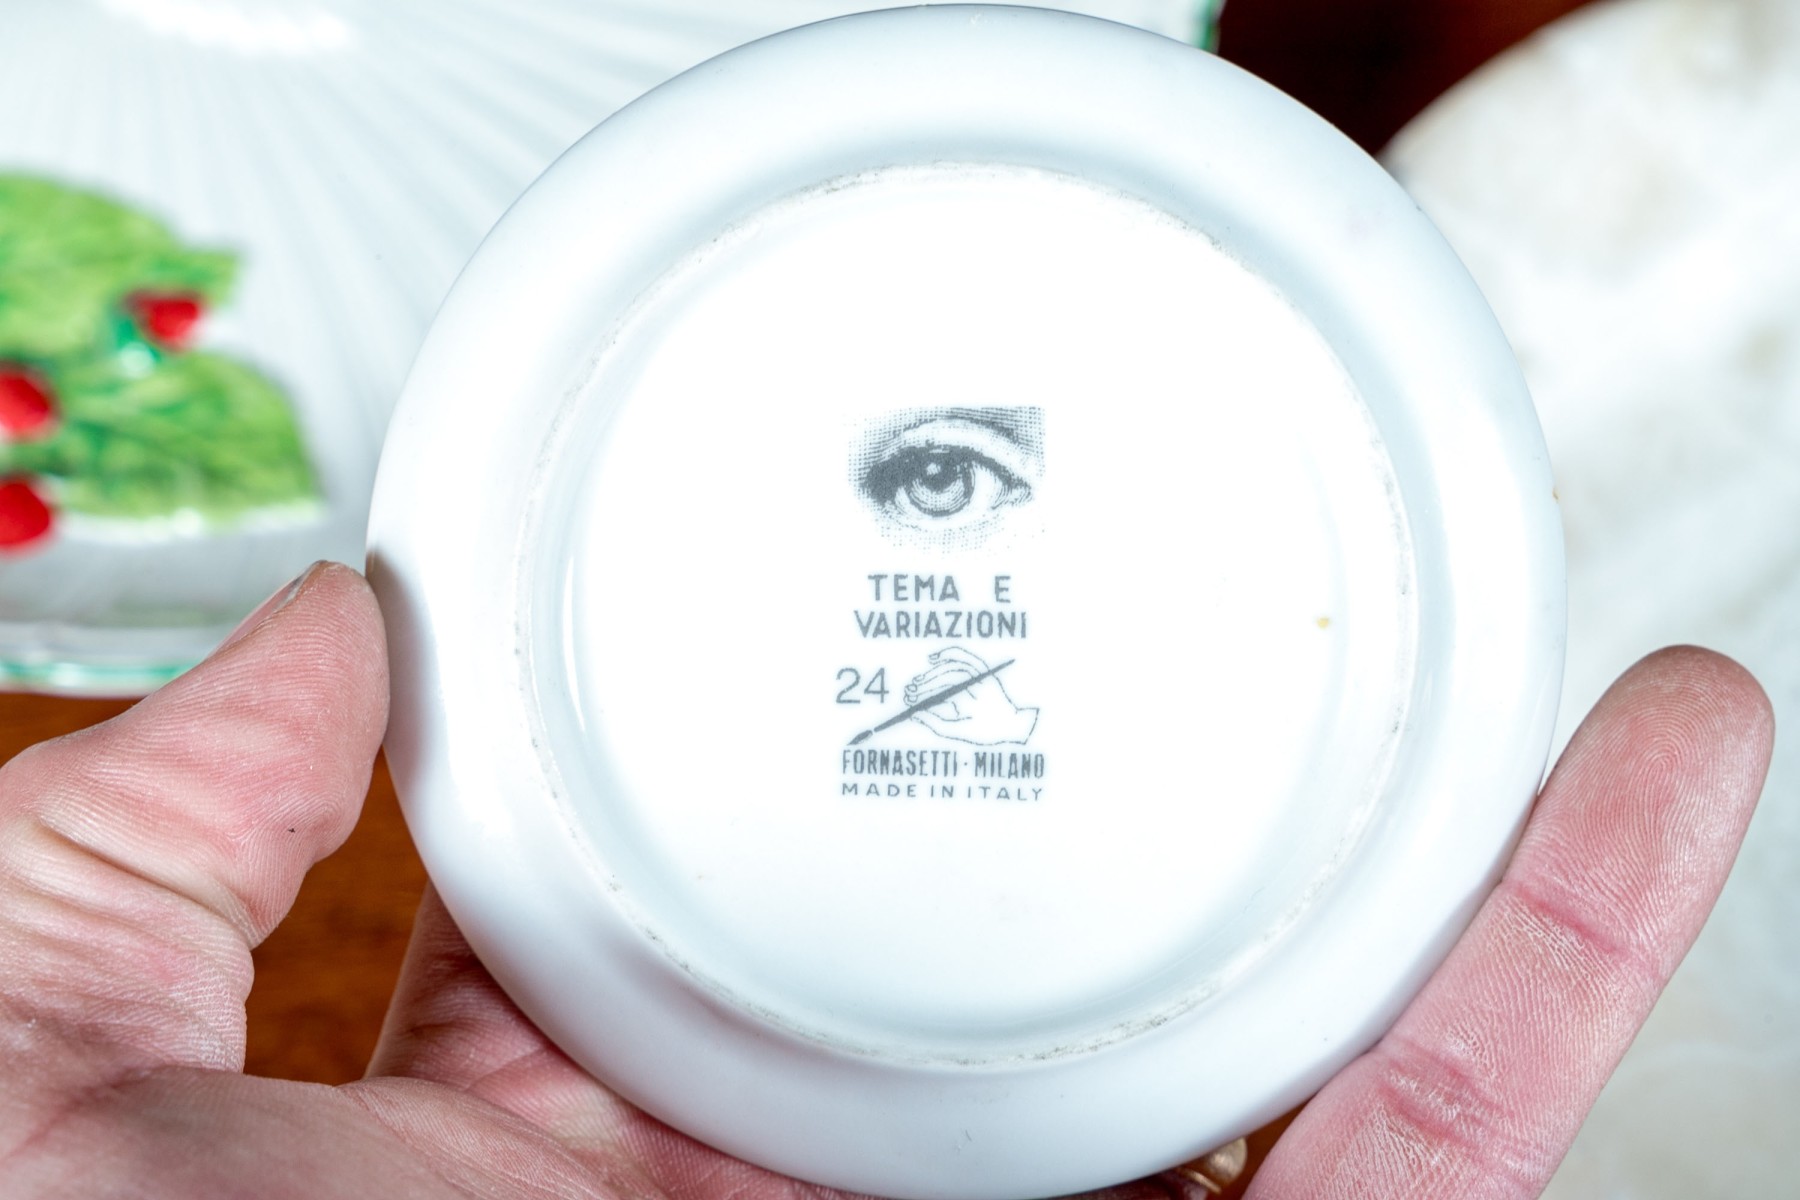 TEMA E
VARIAZIONI
24
FORNASETTI · MILANO
MADE IN ITALY